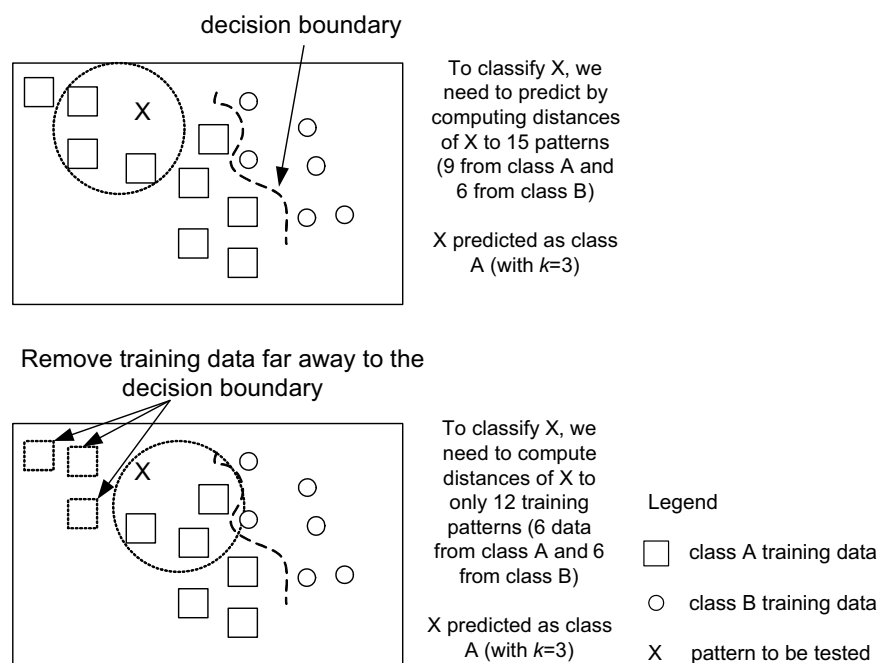 decision boundary
X
To classify X, we
need to predict by
computing distances
of X to 15 patterns
(9 from class A and
6 from class B)
X predicted as class
A (with k=3)
Remove training data far away to the
decision boundary
X
To classify X, we
need to compute
distances of X to
only 12 training
patterns (6 data
from class A and 6
from class B)
X predicted as class
A (with k=3)
Legend
class A training data
class B training data
X pattern to be tested